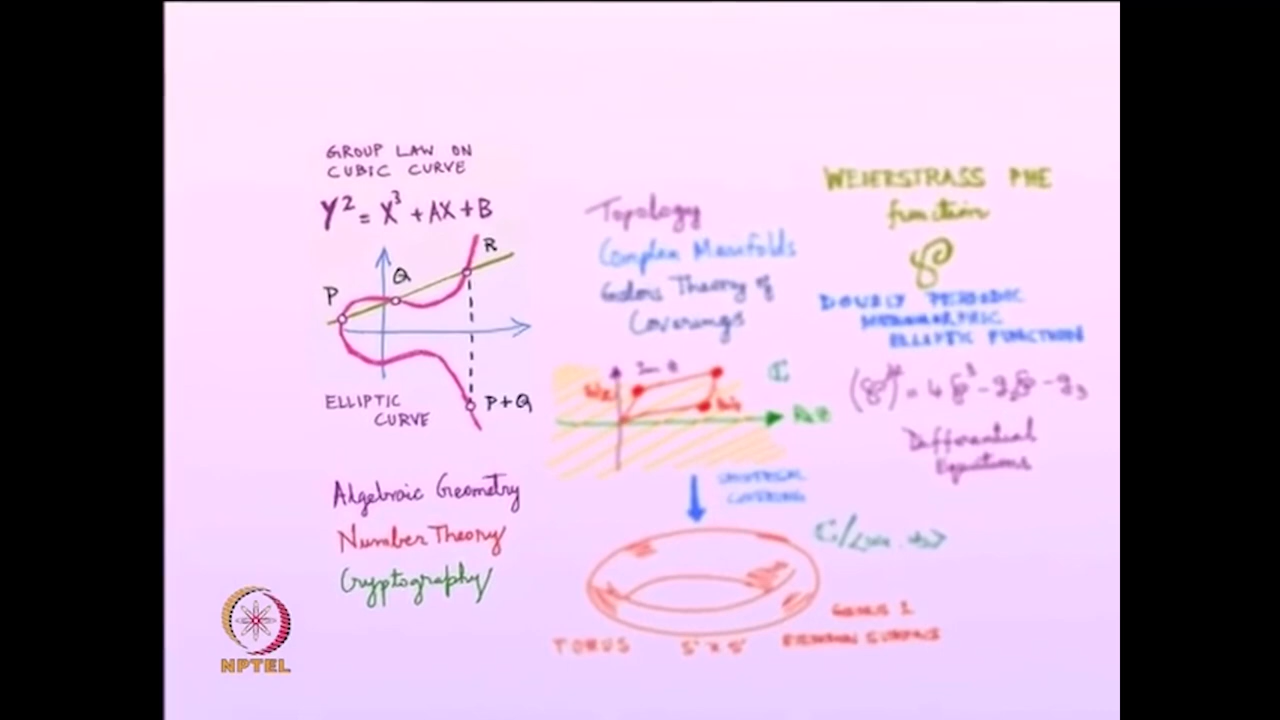 GROUP LAW ON
CUBIC CURVE
Y² = X³ + AX + B
R
Q
P
P+Q
ELLIPTIC
CURVE
Algebraic Geometry
Number Theory
Cryptography
Topology
Complex Manifolds
Galois Theory of
Coverings
ℂ
UNIVERSAL
COVERING
TORUS S¹ X S¹
GENUS 1
RIEMANN SURFACE
WEIERSTRASS PHE
function
℘
DOUBLY PERIODIC
MEROMORPHIC
ELLIPTIC FUNCTION
Differential
Equations
NPTEL